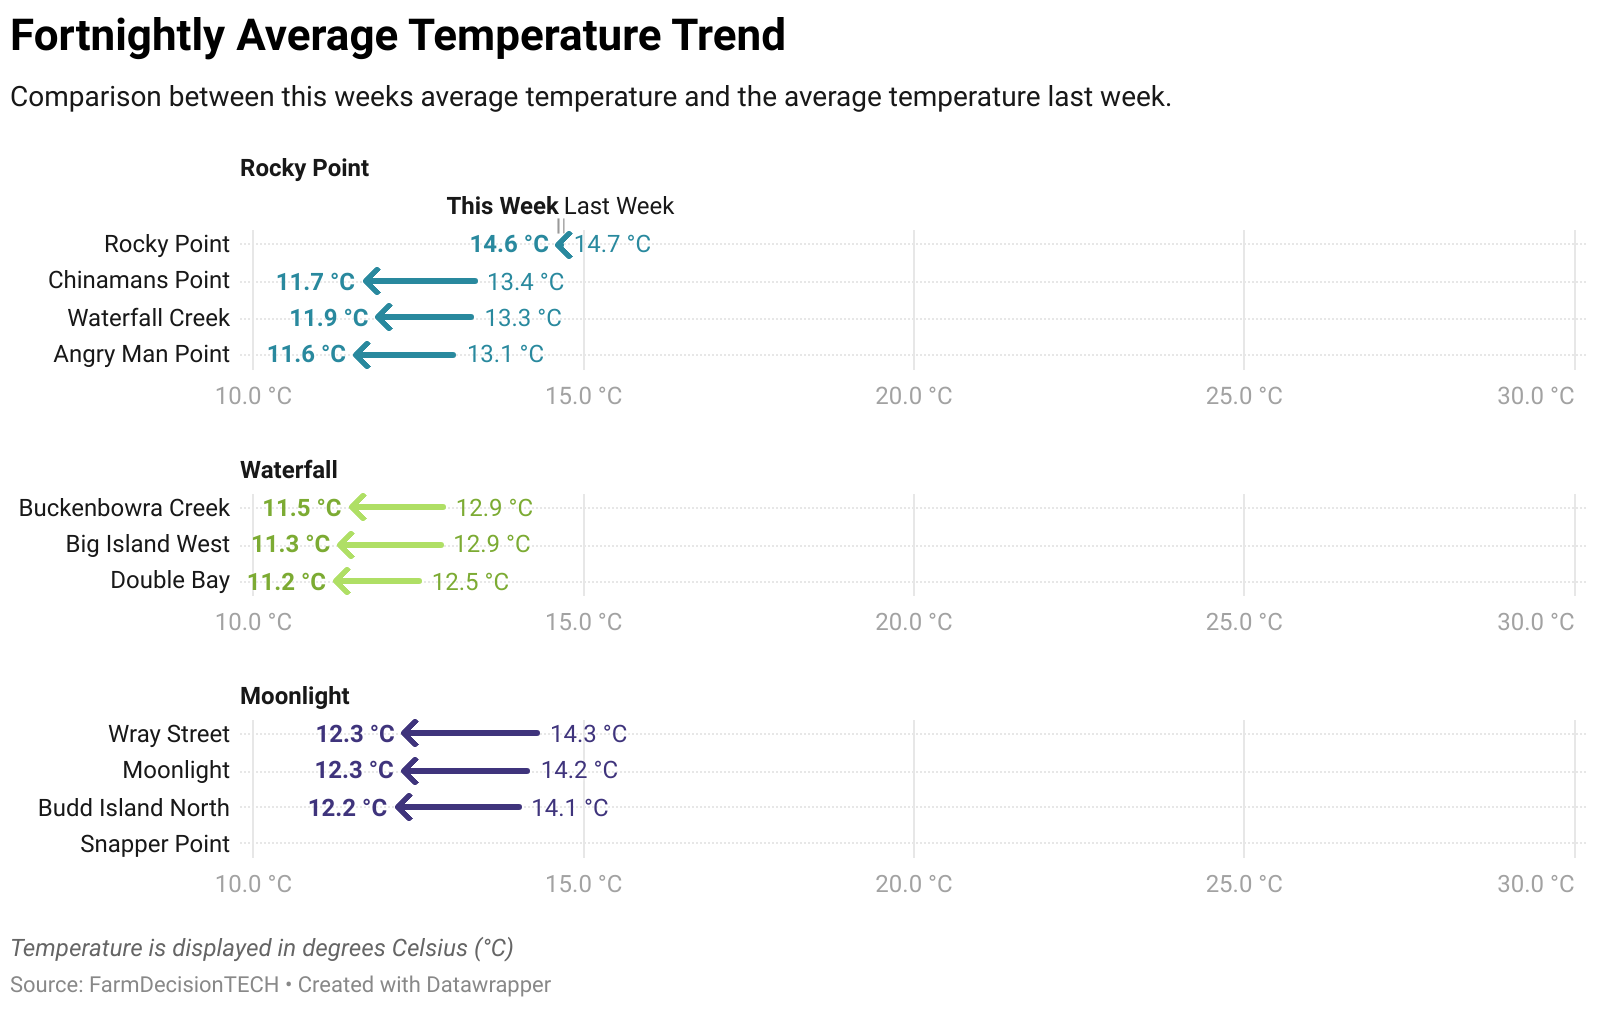 Fortnightly Average Temperature Trend
Comparison between this weeks average temperature and the average temperature last week.
Rocky Point
This Week Last Week
Rocky Point 14.6 °C 14.7 °C
Chinamans Point 11.7 °C 13.4 °C
Waterfall Creek 11.9 °C 13.3 °C
Angry Man Point 11.6 °C 13.1 °C
10.0 °C 15.0 °C 20.0 °C 25.0 °C 30.0 °C
Waterfall
Buckenbowra Creek 11.5 °C 12.9 °C
Big Island West 11.3 °C 12.9 °C
Double Bay 11.2 °C 12.5 °C
10.0 °C 15.0 °C 20.0 °C 25.0 °C 30.0 °C
Moonlight
Wray Street 12.3 °C 14.3 °C
Moonlight 12.3 °C 14.2 °C
Budd Island North 12.2 °C 14.1 °C
Snapper Point
10.0 °C 15.0 °C 20.0 °C 25.0 °C 30.0 °C
Temperature is displayed in degrees Celsius (°C)
Source: FarmDecisionTECH • Created with Datawrapper